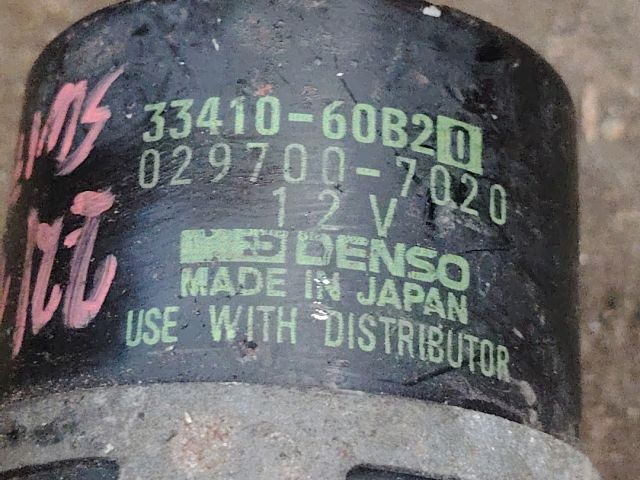 33410-60B20
029700-7020
12V
DENSO
MADE IN JAPAN
USE WITH DISTRIBUTOR